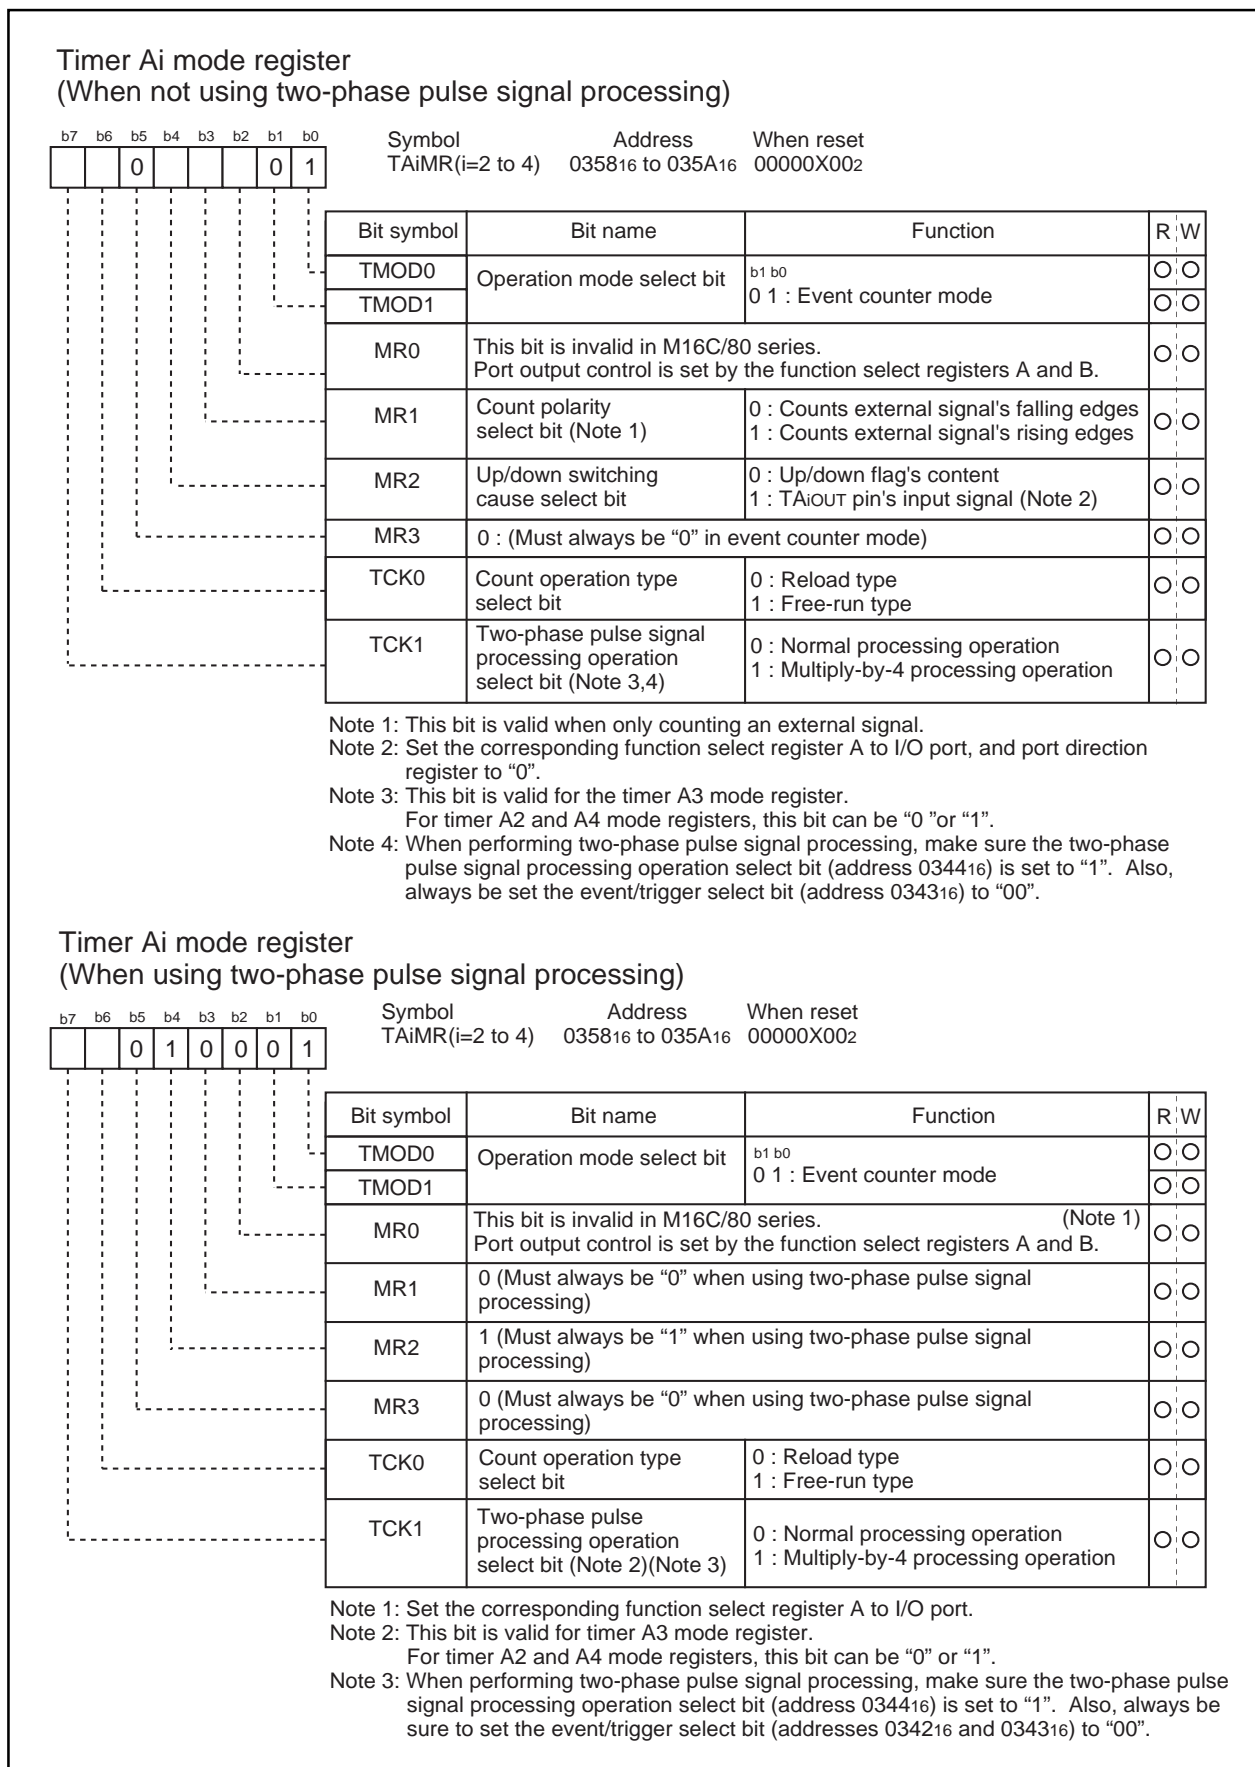 Timer Ai mode register
(When not using two-phase pulse signal processing)
b7 b6 b5 b4 b3 b2 b1 b0
0 0 1
Symbol Address When reset
TAiMR(i=2 to 4) 035816 to 035A16 00000X002
Bit symbol Bit name Function R W
TMOD0 Operation mode select bit b1 b0
TMOD1 0 1 : Event counter mode
MR0 This bit is invalid in M16C/80 series.
Port output control is set by the function select registers A and B.
MR1 Count polarity 0 : Counts external signal's falling edges
select bit (Note 1) 1 : Counts external signal's rising edges
MR2 Up/down switching 0 : Up/down flag's content
cause select bit 1 : TAiOUT pin's input signal (Note 2)
MR3 0 : (Must always be “0” in event counter mode)
TCK0 Count operation type 0 : Reload type
select bit 1 : Free-run type
TCK1 Two-phase pulse signal 0 : Normal processing operation
processing operation 1 : Multiply-by-4 processing operation
select bit (Note 3,4)
Note 1: This bit is valid when only counting an external signal.
Note 2: Set the corresponding function select register A to I/O port, and port direction
register to “0”.
Note 3: This bit is valid for the timer A3 mode register.
For timer A2 and A4 mode registers, this bit can be “0 ”or “1”.
Note 4: When performing two-phase pulse signal processing, make sure the two-phase
pulse signal processing operation select bit (address 034416) is set to “1”. Also,
always be set the event/trigger select bit (address 034316) to “00”.
Timer Ai mode register
(When using two-phase pulse signal processing)
b7 b6 b5 b4 b3 b2 b1 b0
0 1 0 0 0 1
Symbol Address When reset
TAiMR(i=2 to 4) 035816 to 035A16 00000X002
Bit symbol Bit name Function R W
TMOD0 Operation mode select bit b1 b0
TMOD1 0 1 : Event counter mode
MR0 This bit is invalid in M16C/80 series. (Note 1)
Port output control is set by the function select registers A and B.
MR1 0 (Must always be “0” when using two-phase pulse signal
processing)
MR2 1 (Must always be “1” when using two-phase pulse signal
processing)
MR3 0 (Must always be “0” when using two-phase pulse signal
processing)
TCK0 Count operation type 0 : Reload type
select bit 1 : Free-run type
TCK1 Two-phase pulse 0 : Normal processing operation
processing operation 1 : Multiply-by-4 processing operation
select bit (Note 2)(Note 3)
Note 1: Set the corresponding function select register A to I/O port.
Note 2: This bit is valid for timer A3 mode register.
For timer A2 and A4 mode registers, this bit can be “0” or “1”.
Note 3: When performing two-phase pulse signal processing, make sure the two-phase pulse
signal processing operation select bit (address 034416) is set to “1”. Also, always be
sure to set the event/trigger select bit (addresses 034216 and 034316) to “00”.